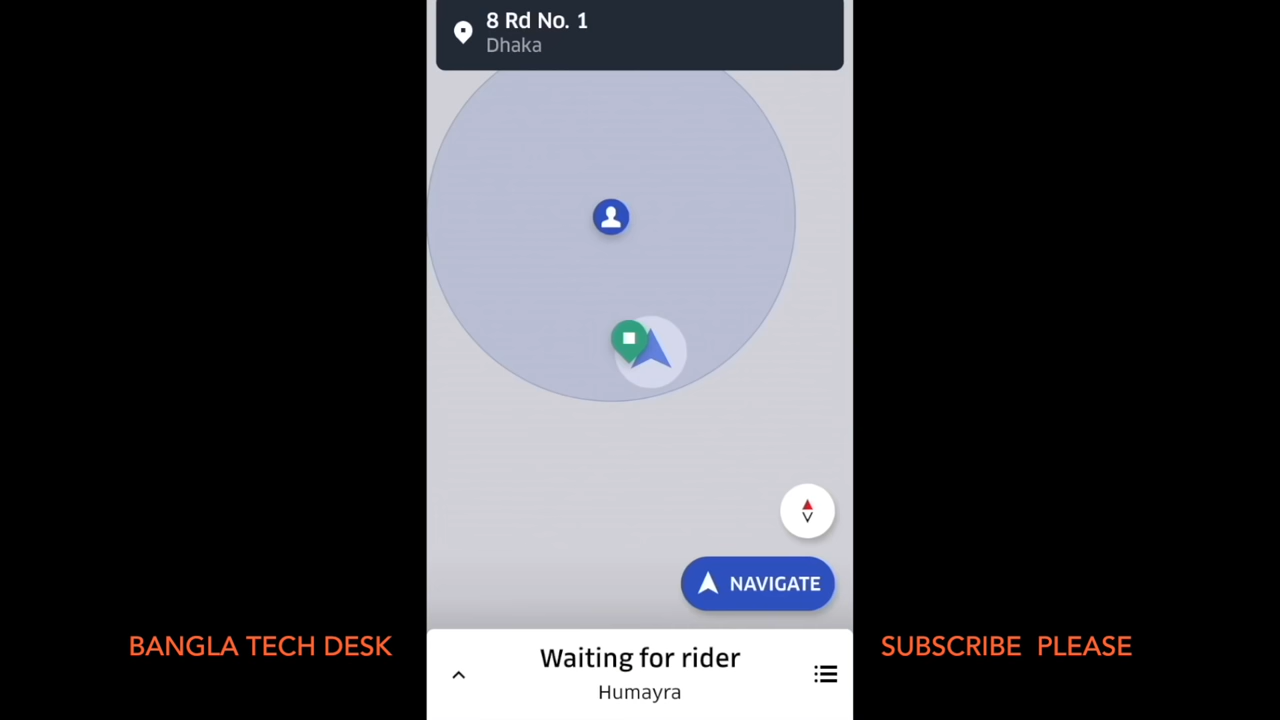 8 Rd No. 1
Dhaka
NAVIGATE
BANGLA TECH DESK
SUBSCRIBE PLEASE
Waiting for rider
Humayra